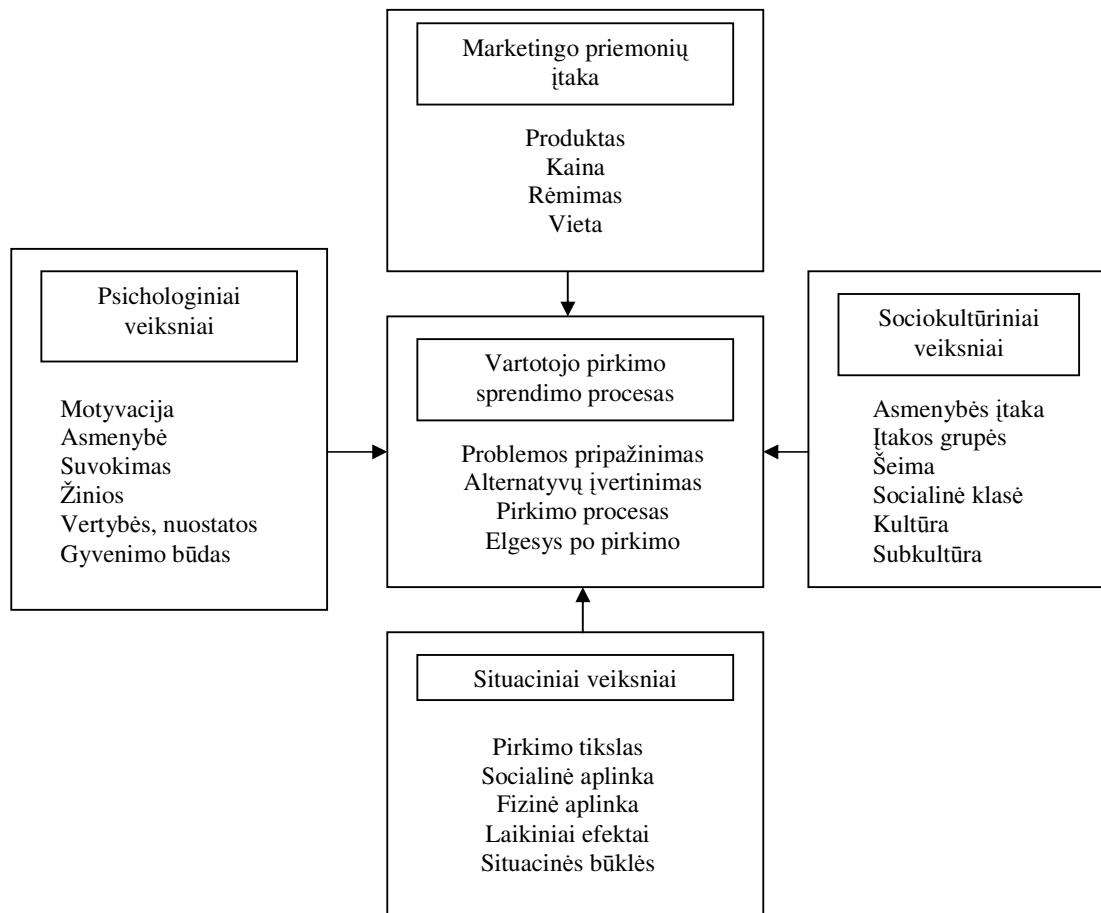 Marketingo priemonių
įtaka
Produktas
Kaina
Rėmimas
Vieta
Psichologiniai
veiksniai
Motyvacija
Asmenybė
Suvokimas
Žinios
Vertybės, nuostatos
Gyvenimo būdas
Vartotojo pirkimo
sprendimo procesas
Problemos pripažinimas
Alternatyvų įvertinimas
Pirkimo procesas
Elgesys po pirkimo
Sociokultūriniai
veiksniai
Asmenybės įtaka
Įtakos grupės
Šeima
Socialinė klasė
Kultūra
Subkultūra
Situaciniai veiksniai
Pirkimo tikslas
Socialinė aplinka
Fizinė aplinka
Laikiniai efektai
Situacinės būklės